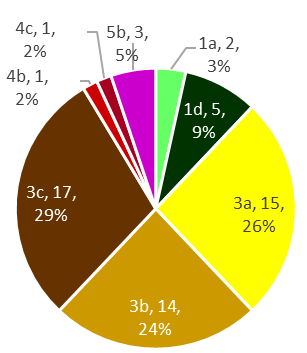 4c, 1,
2%
5b, 3,
5%
1a, 2,
3%
4b, 1,
2%
1d, 5,
9%
3c, 17,
29%
3a, 15,
26%
3b, 14,
24%